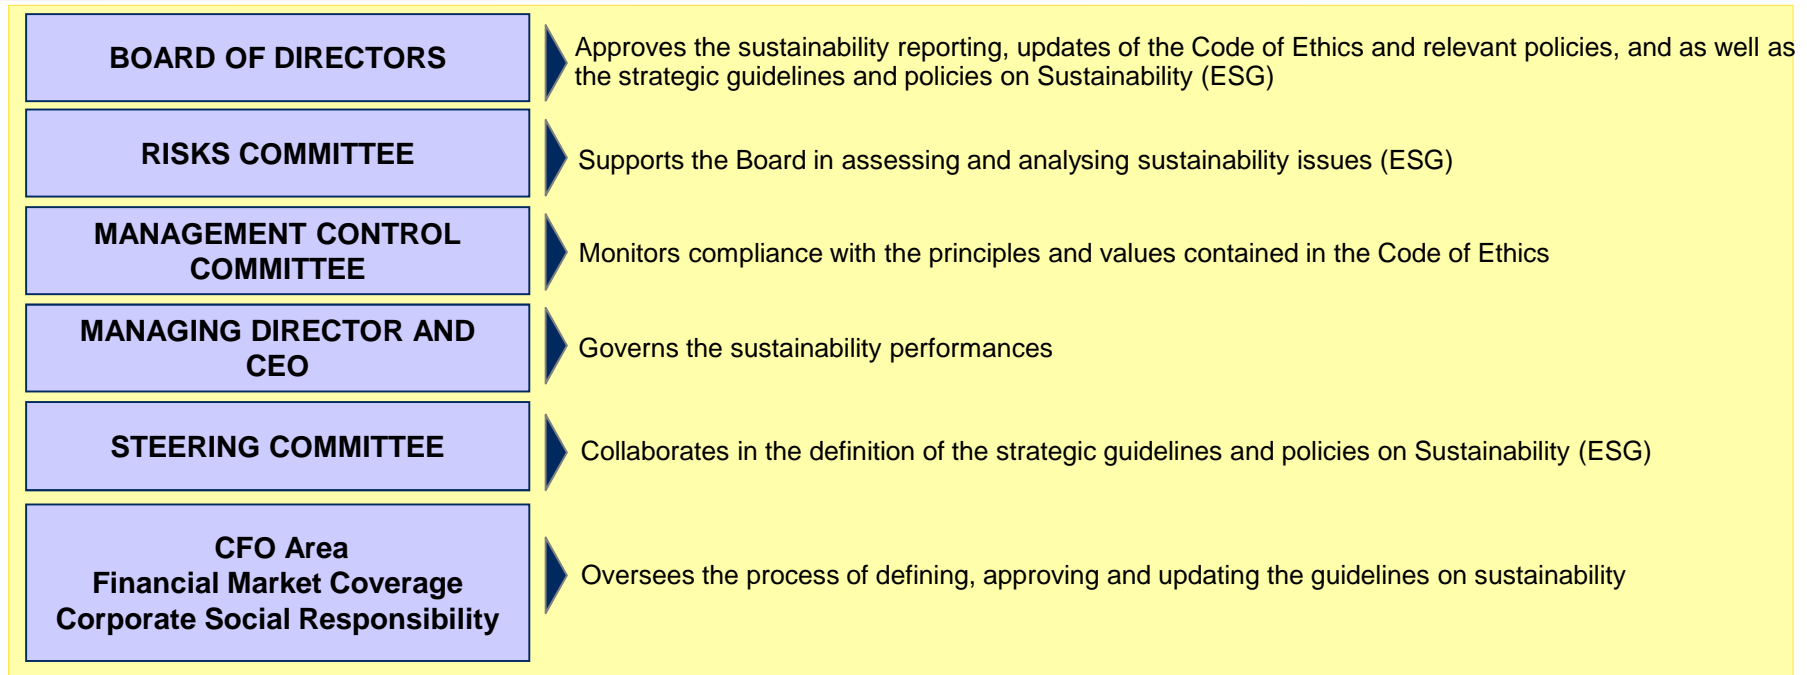 BOARD OF DIRECTORS
Approves the sustainability reporting, updates of the Code of Ethics and relevant policies, and as well as
the strategic guidelines and policies on Sustainability (ESG)
RISKS COMMITTEE
Supports the Board in assessing and analysing sustainability issues (ESG)
MANAGEMENT CONTROL
COMMITTEE
Monitors compliance with the principles and values contained in the Code of Ethics
MANAGING DIRECTOR AND
CEO
Governs the sustainability performances
STEERING COMMITTEE
Collaborates in the definition of the strategic guidelines and policies on Sustainability (ESG)
CFO Area
Financial Market Coverage
Corporate Social Responsibility
Oversees the process of defining, approving and updating the guidelines on sustainability